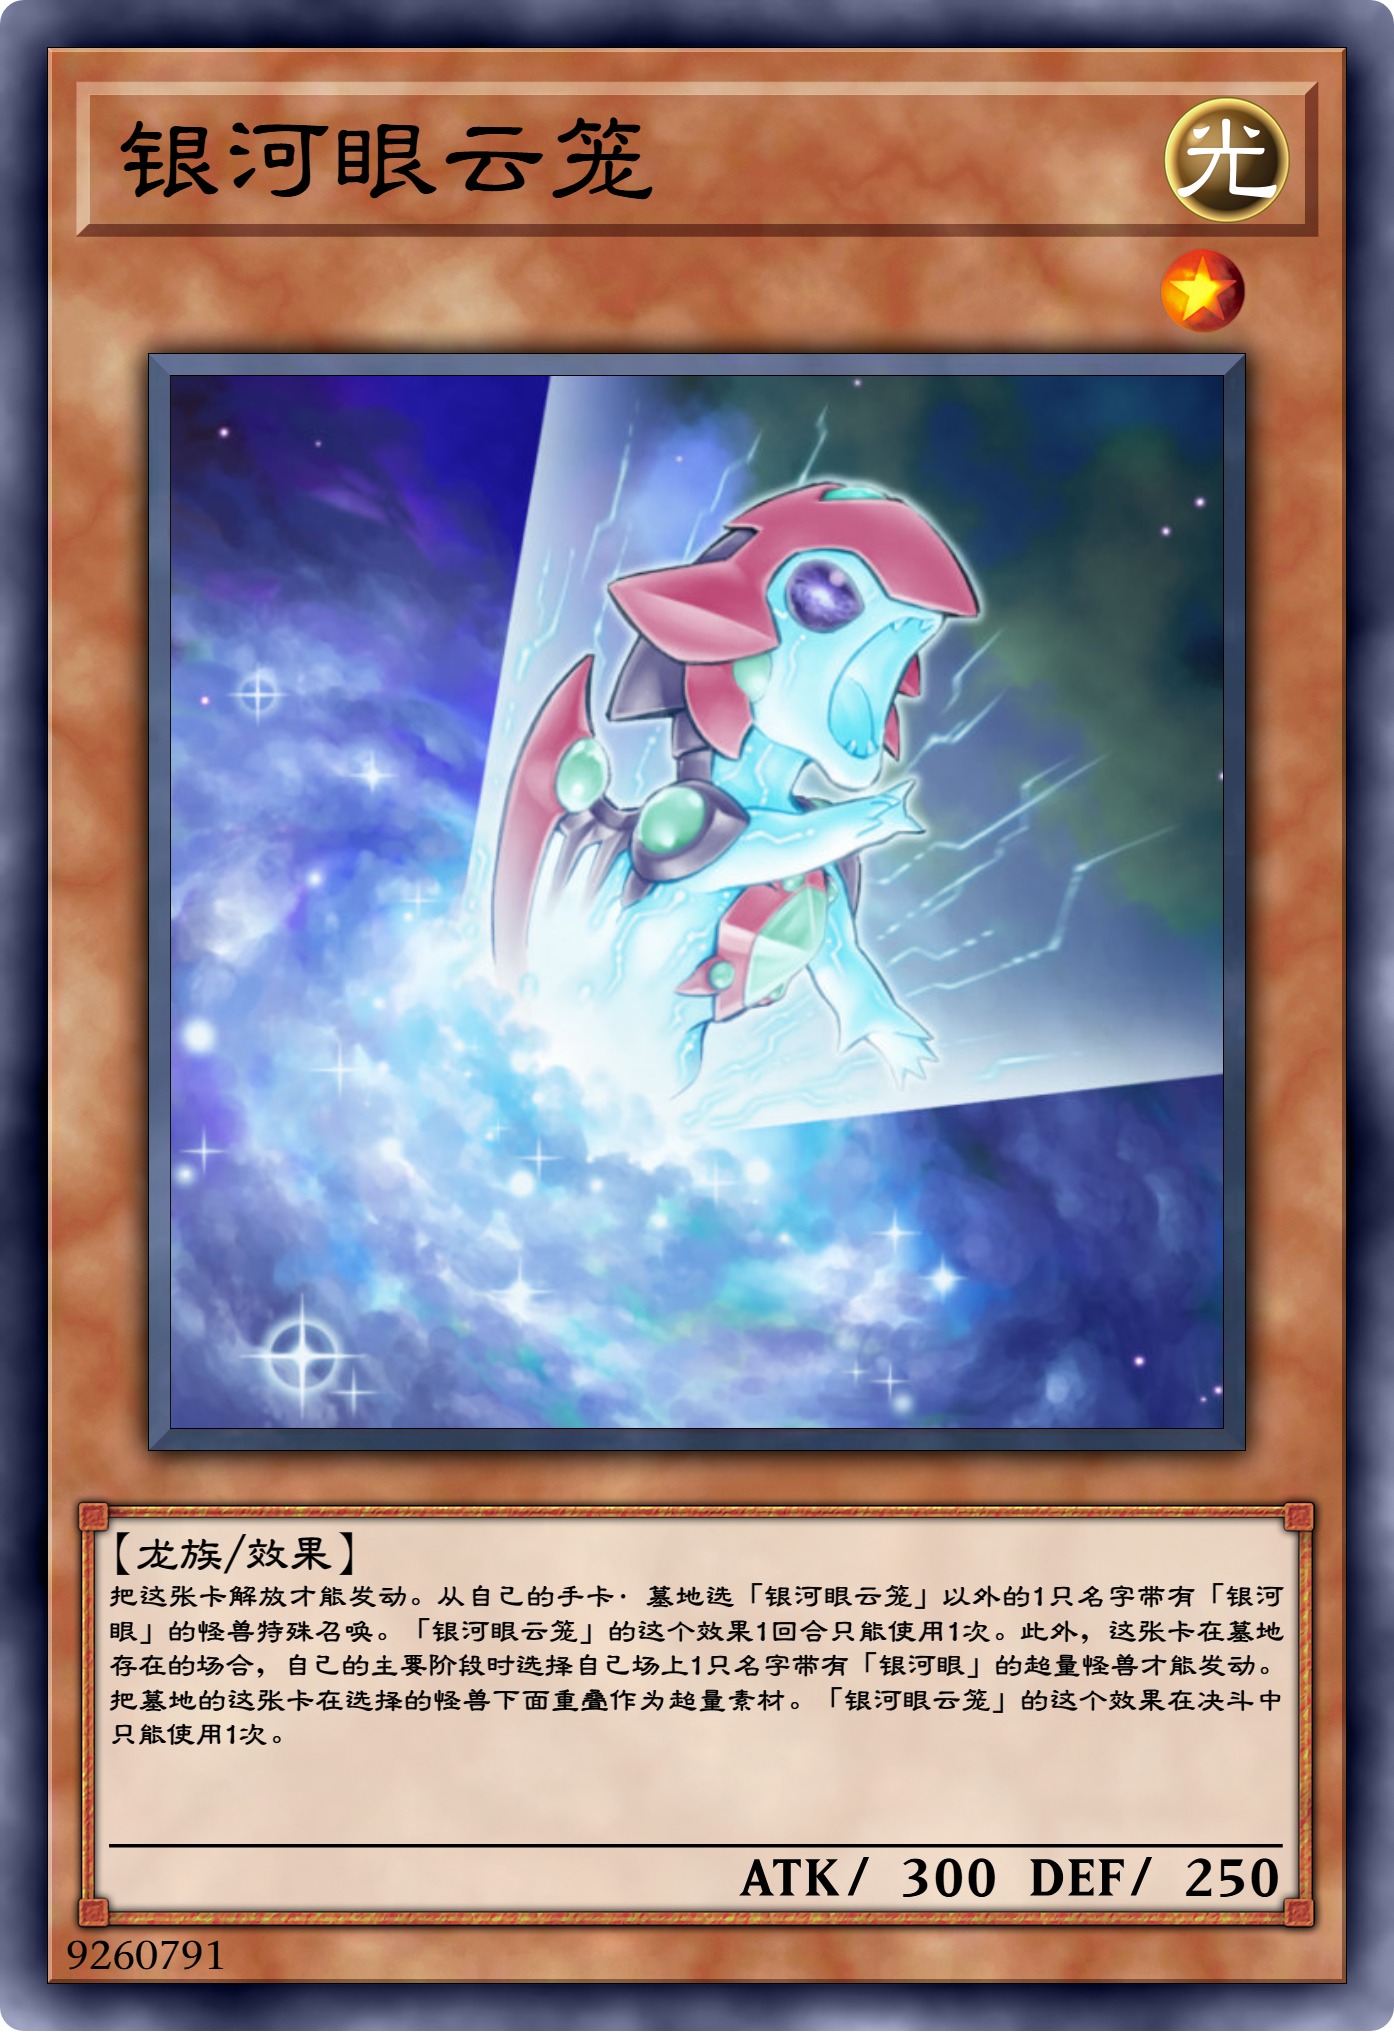 银河眼云笼
光
【龙族/效果】
把这张卡解放才能发动。从自己的手卡·墓地选「银河眼云笼」以外的1只名字带有「银河
眼」的怪兽特殊召唤。「银河眼云笼」的这个效果1回合只能使用1次。此外，这张卡在墓地
存在的场合，自己的主要阶段时选择自己场上1只名字带有「银河眼」的超量怪兽才能发动。
把墓地的这张卡在选择的怪兽下面重叠作为超量素材。「银河眼云笼」的这个效果在决斗中
只能使用1次。
ATK/ 300 DEF/ 250
9260791